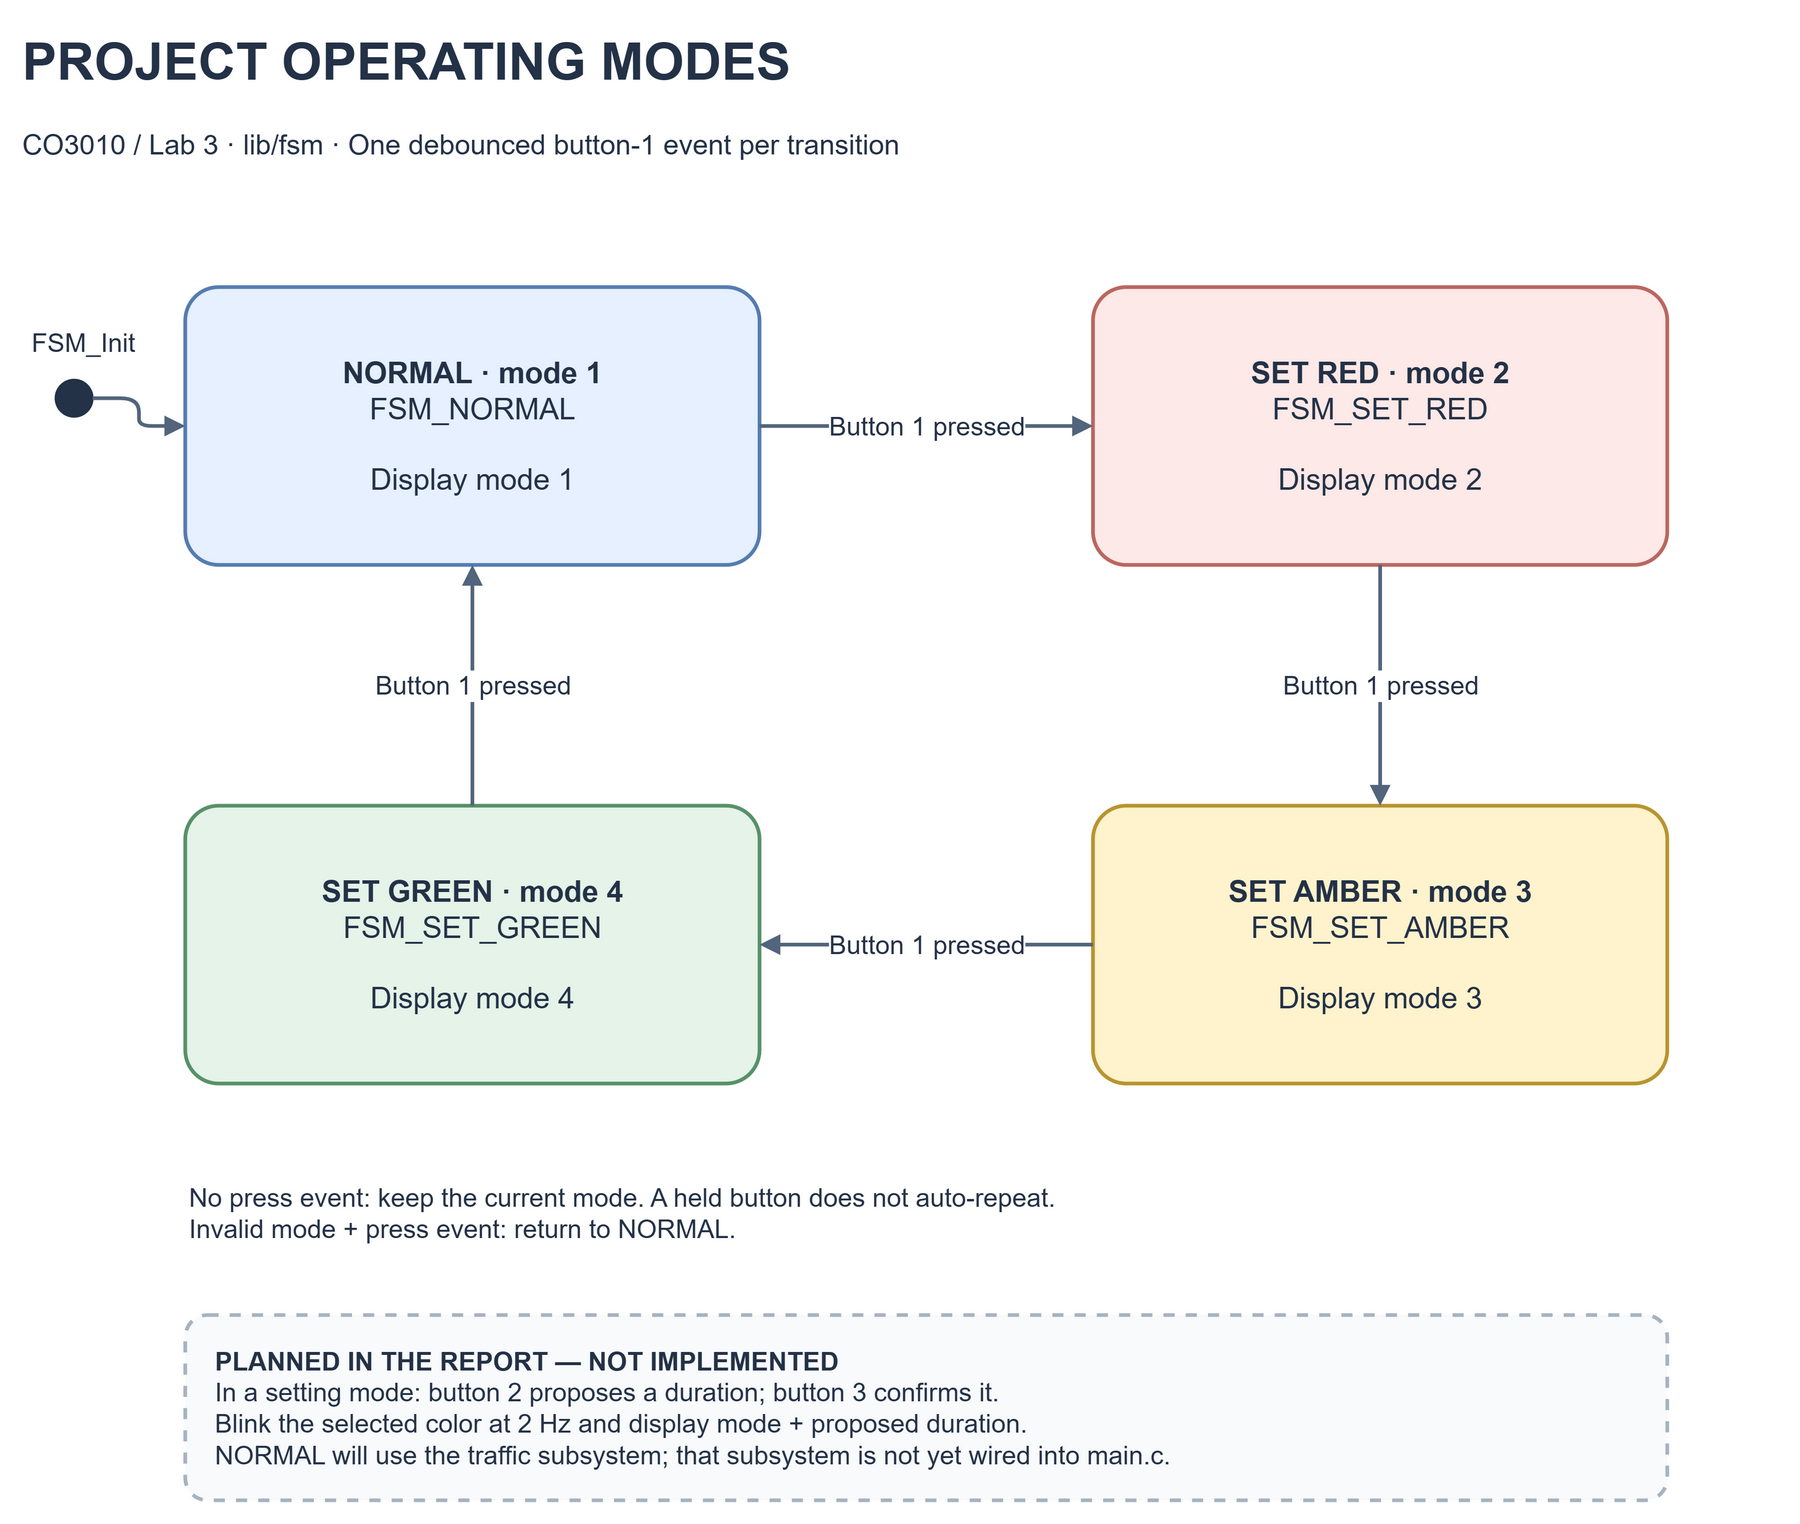 PROJECT OPERATING MODES
CO3010 / Lab 3 · lib/fsm · One debounced button-1 event per transition
FSM_Init
NORMAL · mode 1
FSM_NORMAL
Display mode 1
Button 1 pressed
SET RED · mode 2
FSM_SET_RED
Display mode 2
Button 1 pressed
Button 1 pressed
SET GREEN · mode 4
FSM_SET_GREEN
Display mode 4
Button 1 pressed
SET AMBER · mode 3
FSM_SET_AMBER
Display mode 3
No press event: keep the current mode. A held button does not auto-repeat.
Invalid mode + press event: return to NORMAL.
PLANNED IN THE REPORT — NOT IMPLEMENTED
In a setting mode: button 2 proposes a duration; button 3 confirms it.
Blink the selected color at 2 Hz and display mode + proposed duration.
NORMAL will use the traffic subsystem; that subsystem is not yet wired into main.c.